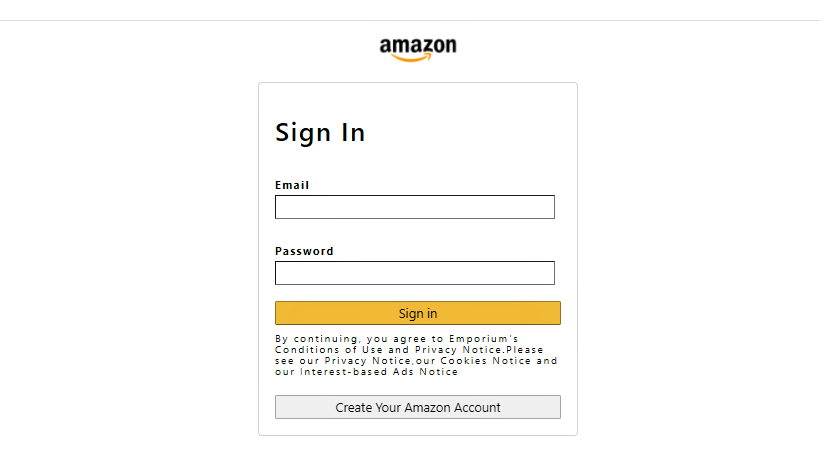 amazon
Sign In
Email
Password
Sign in
By continuing, you agree to Emporium's
Conditions of Use and Privacy Notice.Please
see our Privacy Notice,our Cookies Notice and
our Interest-based Ads Notice
Create Your Amazon Account